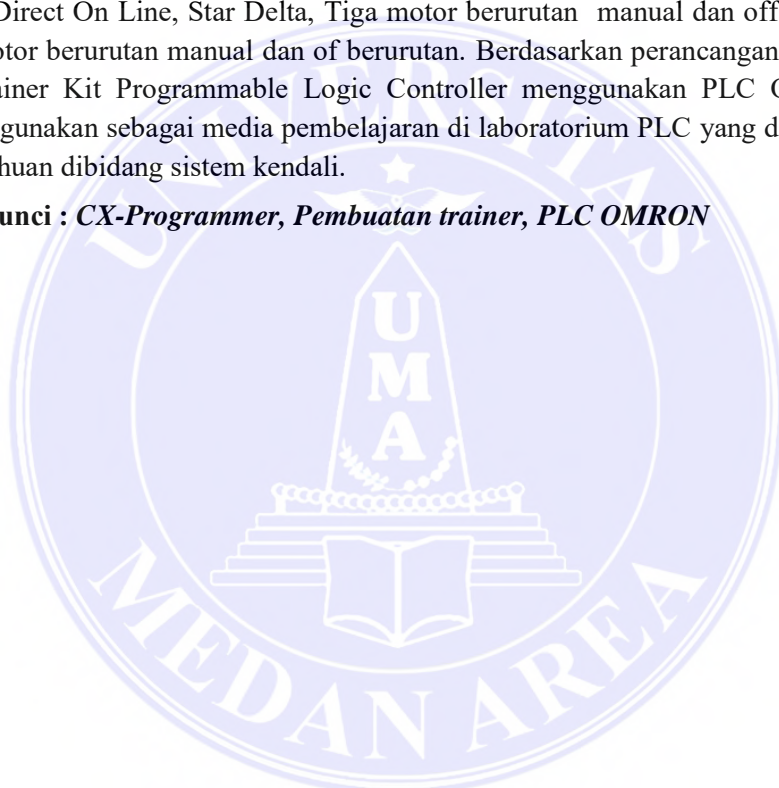 Direct On Line, Star Delta, Tiga motor berurutan manual dan off
otor berurutan manual dan of berurutan. Berdasarkan perancangan
ainer Kit Programmable Logic Controller menggunakan PLC
gunakan sebagai media pembelajaran di laboratorium PLC yang d
huan dibidang sistem kendali.
unci : CX-Programmer, Pembuatan trainer, PLC OMRON
UNIVERSITAS
UMA
MEDAN AREA